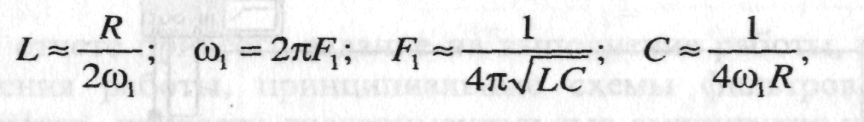 L ≈ R/(2ω₁); ω₁ = 2πF₁; F₁ ≈ 1/(4π√(LC)); C ≈ 1/(4ω₁R),